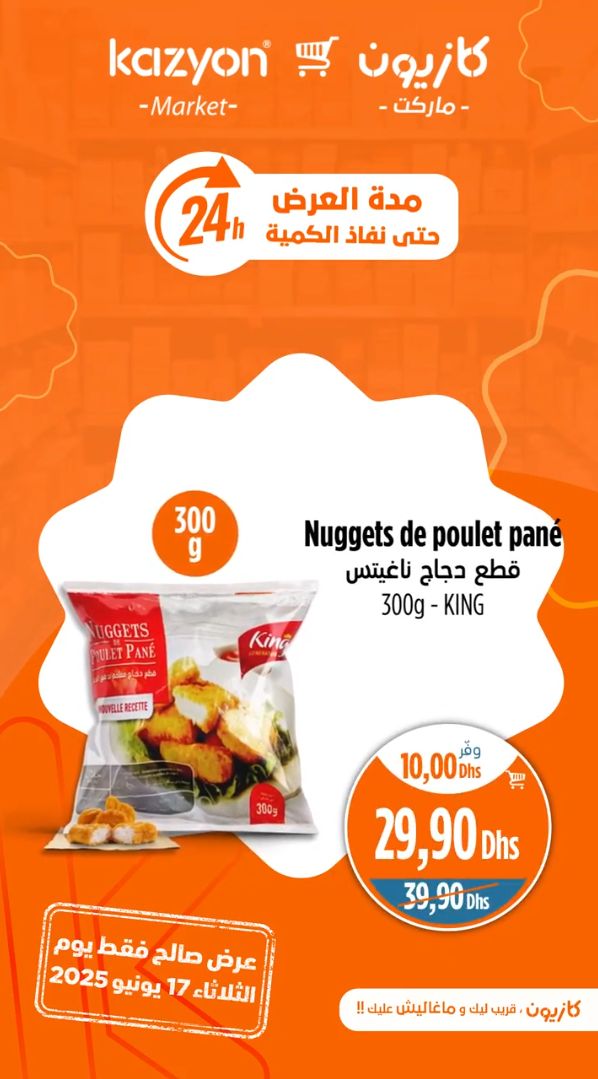 kazyon®
-Market-
كازيون
- ماركت -
24h
مدة العرض
حتى نفاذ الكمية
300
g
Nuggets de poulet pané
قطع دجاج ناغيتس
300g - KING
NUGGETS
DE
POULET PANÉ
NOUVELLE RECETTE
King
300g
وفّر
10,00 Dhs
29,90 Dhs
39,90 Dhs
عرض صالح فقط يوم
الثلاثاء 17 يونيو 2025
كازيون ، قريب ليك و ماغاليش عليك !!